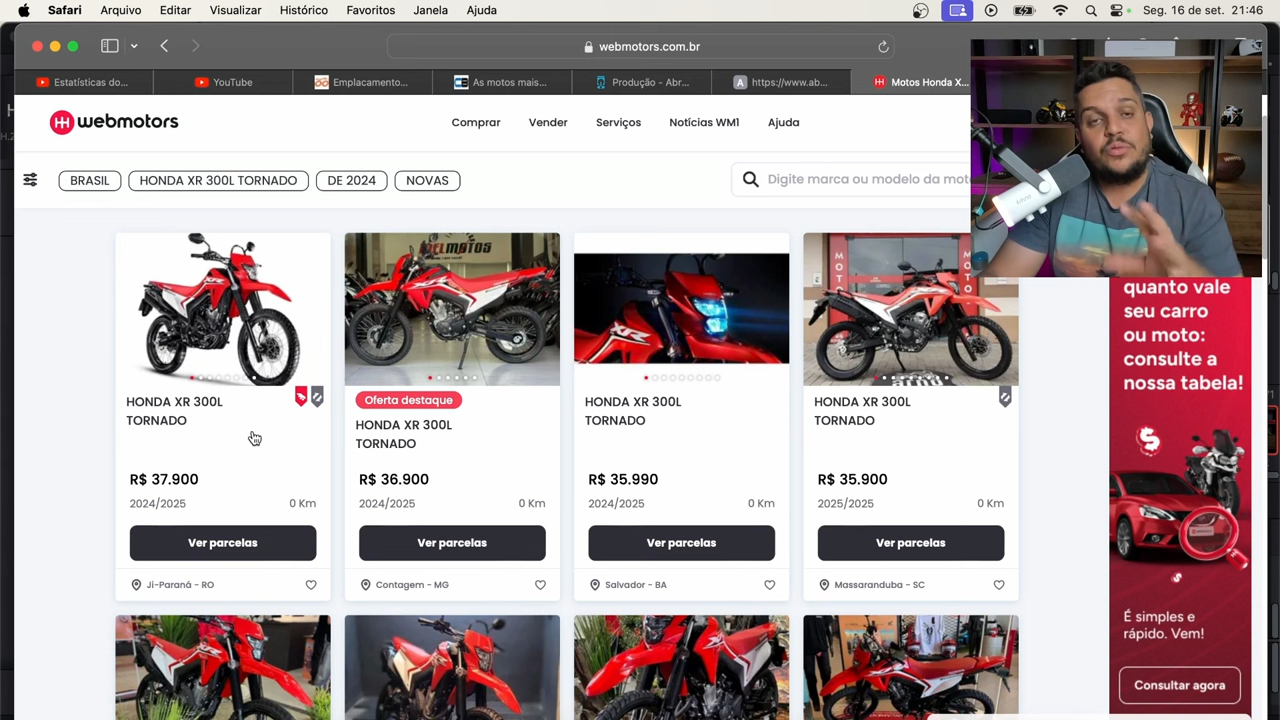 Safari Arquivo Editar Visualizar Histórico Favoritos Janela Ajuda
Seg. 16 de set. 21:46
webmotors.com.br
Estatísticas do...
YouTube
Emplacamento...
As motos mais...
Produção - Abr...
https://www.ab...
Motos Honda X...
webmotors
Comprar
Vender
Serviços
Notícias WM1
Ajuda
BRASIL
HONDA XR 300L TORNADO
DE 2024
NOVAS
Digite marca ou modelo da mot
HONDA XR 300L
TORNADO
R$ 37.900
2024/2025
0 Km
Ver parcelas
Ji-Paraná - RO
Oferta destaque
HONDA XR 300L
TORNADO
R$ 36.900
2024/2025
0 Km
Ver parcelas
Contagem - MG
XR
HONDA XR 300L
TORNADO
R$ 35.990
2024/2025
0 Km
Ver parcelas
Salvador - BA
HONDA XR 300L
TORNADO
R$ 35.900
2025/2025
0 Km
Ver parcelas
Massaranduba - SC
quanto vale
seu carro
ou moto:
consulte a
nossa tabela!
É simples e
rápido. Vem!
Consultar agora